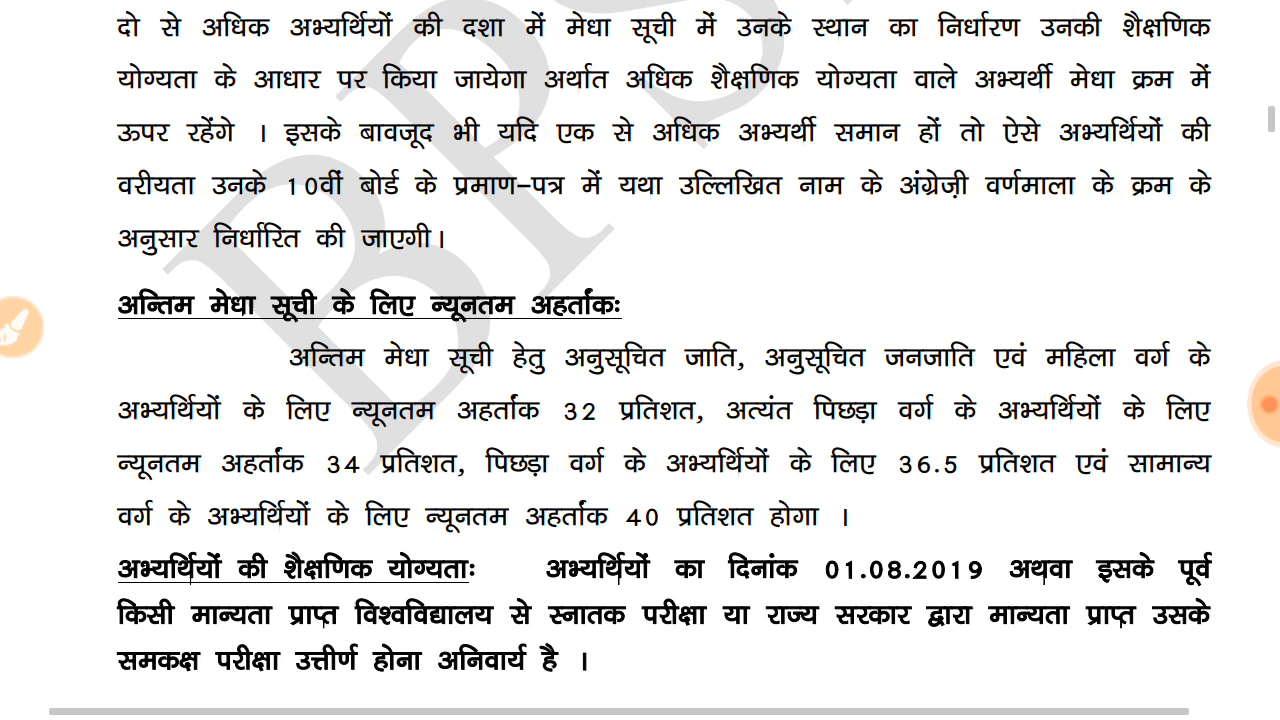 दो से अधिक अभ्यर्थियों की दशा में मेधा सूची में उनके स्थान का निर्धारण उनकी शैक्षणिक
योग्यता के आधार पर किया जायेगा अर्थात अधिक शैक्षणिक योग्यता वाले अभ्यर्थी मेधा क्रम में
ऊपर रहेंगे । इसके बावजूद भी यदि एक से अधिक अभ्यर्थी समान हों तो ऐसे अभ्यर्थियों की
वरीयता उनके 10वीं बोर्ड के प्रमाण-पत्र में यथा उल्लिखित नाम के अंग्रेज़ी वर्णमाला के क्रम के
अनुसार निर्धारित की जाएगी।
अन्तिम मेधा सूची के लिए न्यूनतम अहर्तांकः
अन्तिम मेधा सूची हेतु अनुसूचित जाति, अनुसूचित जनजाति एवं महिला वर्ग के
अभ्यर्थियों के लिए न्यूनतम अहर्तांक 32 प्रतिशत, अत्यंत पिछड़ा वर्ग के अभ्यर्थियों के लिए
न्यूनतम अहर्तांक 34 प्रतिशत, पिछड़ा वर्ग के अभ्यर्थियों के लिए 36.5 प्रतिशत एवं सामान्य
वर्ग के अभ्यर्थियों के लिए न्यूनतम अहर्तांक 40 प्रतिशत होगा ।
अभ्यर्थियों की शैक्षणिक योग्यताः अभ्यर्थियों का दिनांक 01.08.2019 अथवा इसके पूर्व
किसी मान्यता प्राप्त विश्वविद्यालय से स्नातक परीक्षा या राज्य सरकार द्वारा मान्यता प्राप्त उसके
समकक्ष परीक्षा उत्तीर्ण होना अनिवार्य है ।